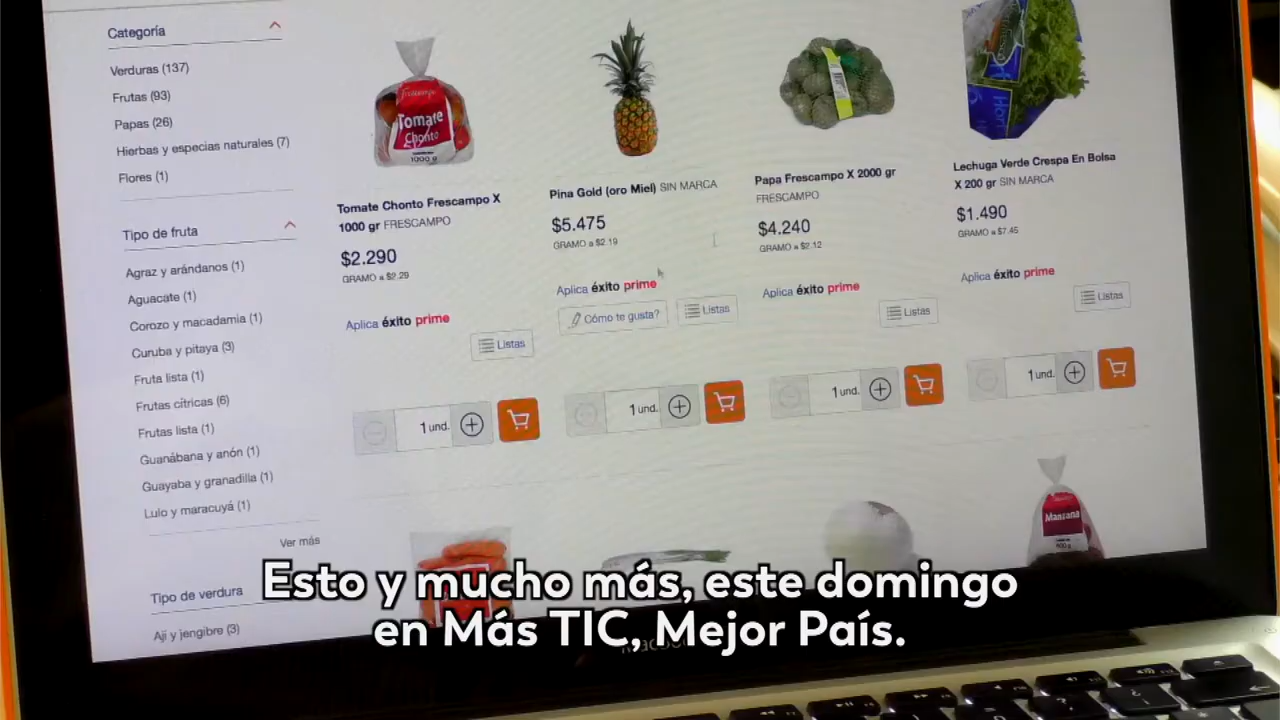 Categoría
Verduras (137)
Frutas (93)
Papas (26)
Hierbas y especias naturales (7)
Flores (1)
Tipo de fruta
Agraz y arándanos (1)
Aguacate (1)
Corozo y macadamia (1)
Curuba y pitaya (3)
Fruta lista (1)
Frutas cítricas (6)
Frutas lista (1)
Guanábana y anón (1)
Guayaba y granadilla (1)
Lulo y maracuyá (1)
Ver más
Tipo de verdura
Ají y jengibre (3)
Frescampo
Tomate
Chonto
1000 g
Tomate Chonto Frescampo X
1000 gr FRESCAMPO
$2.290
GRAMO a $2.29
Aplica éxito prime
Listas
1 und.
Pina Gold (oro Miel) SIN MARCA
$5.475
GRAMO a $2.19
Aplica éxito prime
Cómo te gusta?
Listas
1 und.
Papa Frescampo X 2000 gr
FRESCAMPO
$4.240
GRAMO a $2.12
Aplica éxito prime
Listas
1 und.
Lechuga Verde Crespa En Bolsa
X 200 gr SIN MARCA
$1.490
GRAMO a $7.45
Aplica éxito prime
Listas
1 und.
Manzana
Esto y mucho más, este domingo
en Más TIC, Mejor País.